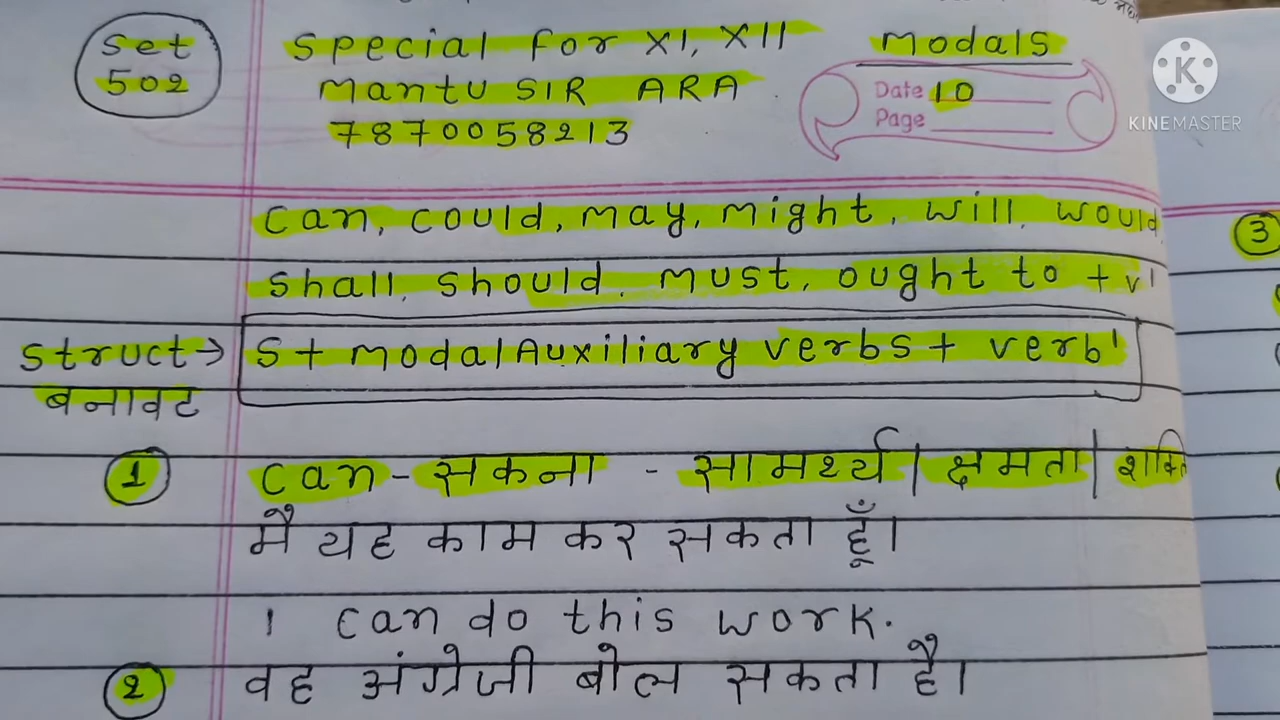 Set
502
Special for XI, XII
Mantu SIR ARA
7870058213
Modals
Date 10
Page
KINEMASTER
Can, could, may, might, will, would,
Shall, should, must, ought to + v¹
Struct→ S + modal Auxiliary verbs + verb¹
बनावट
1 Can - सकना - सामर्थ्य | क्षमता | शक्ति
मै यह काम कर सकता हूँ।
I can do this work.
2 वह अंग्रेजी बोल सकता है।
3